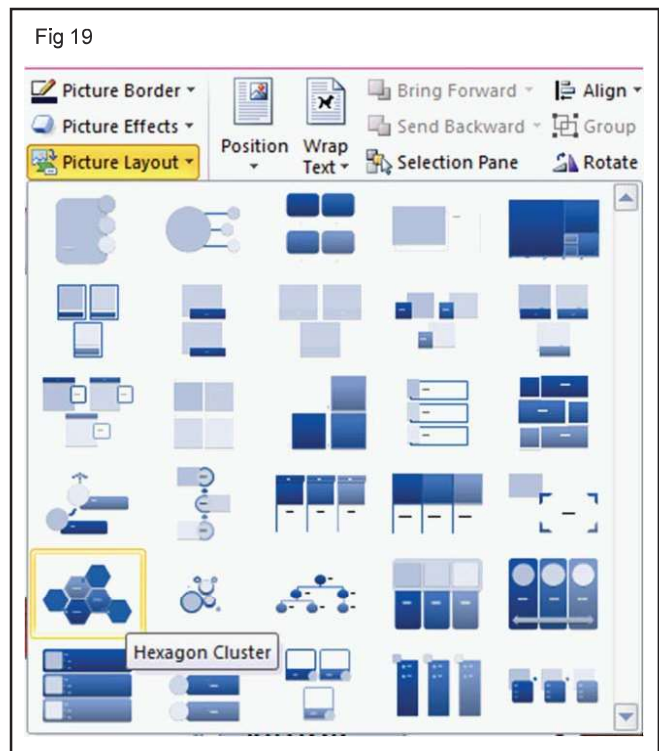 Fig 19
Picture Border
Picture Effects
Picture Layout
Position
Wrap
Text
Bring Forward
Send Backward
Selection Pane
Align
Group
Rotate
Hexagon Cluster